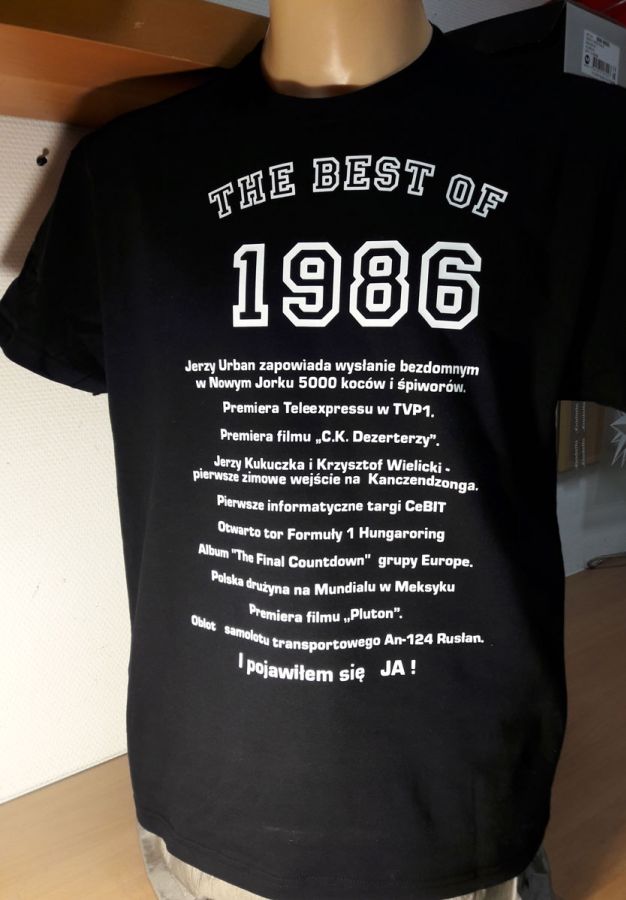 THE BEST OF
1986
Jerzy Urban zapowiada wysłanie bezdomnym
w Nowym Jorku 5000 koców i śpiworów.
Premiera Teleexpressu w TVP1.
Premiera filmu „C.K. Dezerterzy”.
Jerzy Kukuczka i Krzysztof Wielicki -
pierwsze zimowe wejście na Kanczendzonga.
Pierwsze informatyczne targi CeBIT
Otwarto tor Formuły 1 Hungaroring
Album "The Final Countdown" grupy Europe.
Polska drużyna na Mundialu w Meksyku
Premiera filmu „Pluton”.
Oblot samolotu transportowego An-124 Rusłan.
I pojawiłem się JA !